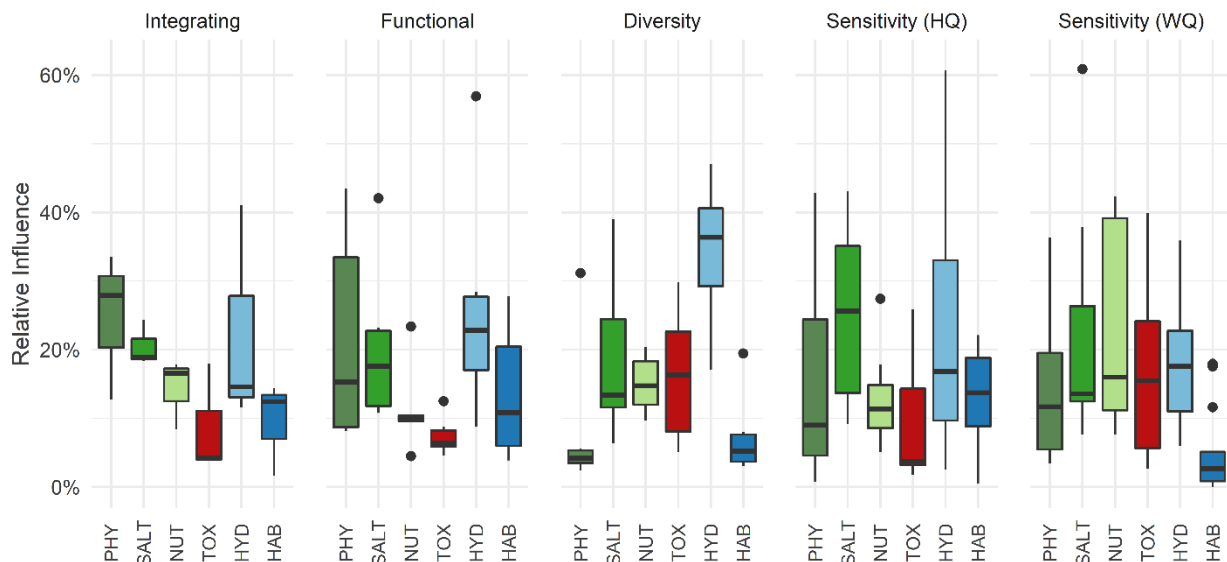 Integrating Functional Diversity Sensitivity (HQ) Sensitivity (WQ)
Relative Influence
60%
40%
20%
0%
PHY SALT NUT TOX HYD HAB PHY SALT NUT TOX HYD HAB PHY SALT NUT TOX HYD HAB PHY SALT NUT TOX HYD HAB PHY SALT NUT TOX HYD HAB